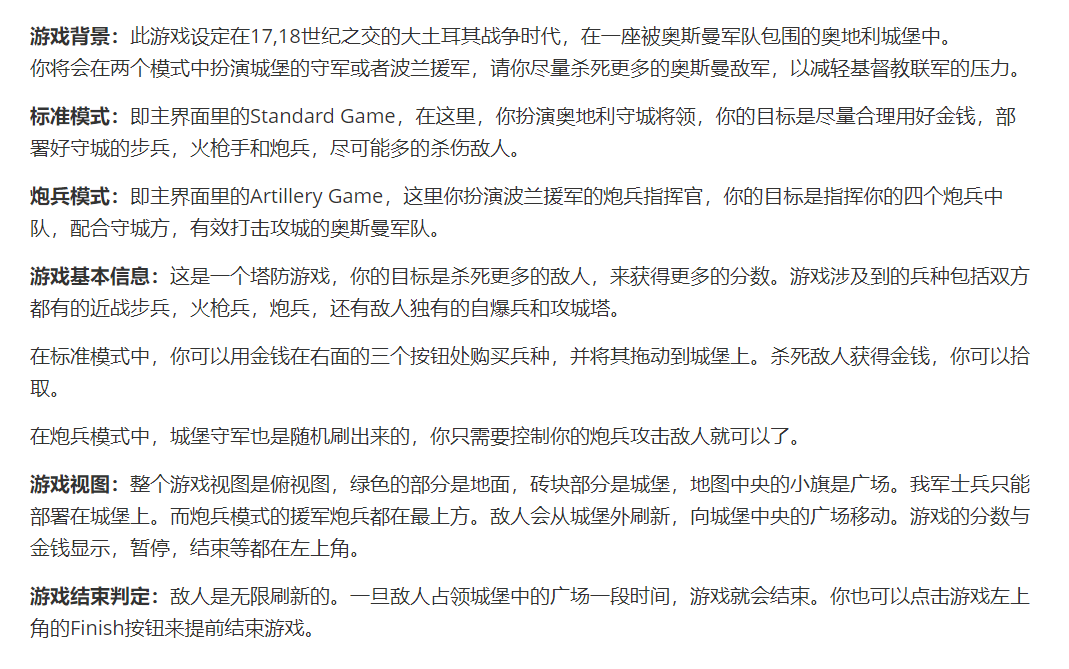 游戏背景：此游戏设定在17,18世纪之交的大土耳其战争时代，在一座被奥斯曼军队包围的奥地利城堡中。
你将会在两个模式中扮演城堡的守军或者波兰援军，请你尽量杀死更多的奥斯曼敌军，以减轻基督教联军的压力。
标准模式：即主界面里的Standard Game，在这里，你扮演奥地利守城将领，你的目标是尽量合理用好金钱，部
署好守城的步兵，火枪手和炮兵，尽可能多的杀伤敌人。
炮兵模式：即主界面里的Artillery Game，这里你扮演波兰援军的炮兵指挥官，你的目标是指挥你的四个炮兵中
队，配合守城方，有效打击攻城的奥斯曼军队。
游戏基本信息：这是一个塔防游戏，你的目标是杀死更多的敌人，来获得更多的分数。游戏涉及到的兵种包括双方
都有的近战步兵，火枪兵，炮兵，还有敌人独有的自爆兵和攻城塔。
在标准模式中，你可以用金钱在右面的三个按钮处购买兵种，并将其拖动到城堡上。杀死敌人获得金钱，你可以拾
取。
在炮兵模式中，城堡守军也是随机刷出来的，你只需要控制你的炮兵攻击敌人就可以了。
游戏视图：整个游戏视图是俯视图，绿色的部分是地面，砖块部分是城堡，地图中央的小旗是广场。我军士兵只能
部署在城堡上。而炮兵模式的援军炮兵都在最上方。敌人会从城堡外刷新，向城堡中央的广场移动。游戏的分数与
金钱显示，暂停，结束等都在左上角。
游戏结束判定：敌人是无限刷新的。一旦敌人占领城堡中的广场一段时间，游戏就会结束。你也可以点击游戏左上
角的Finish按钮来提前结束游戏。